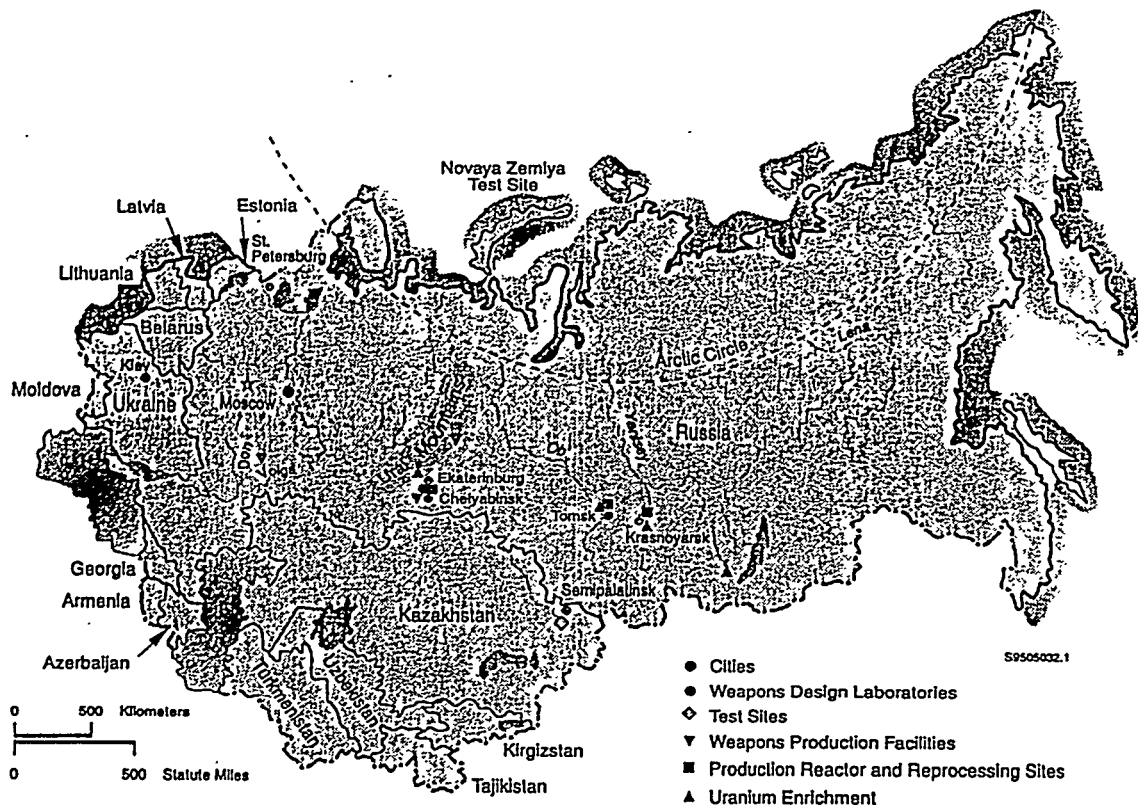 Novaya Zemlya
Test Site
Latvia
Estonia
St.
Petersburg
Lithuania
Belarus
Kiev
Moldova
Ukraine
Moscow
Don
Volga
Arctic Circle
Lena
Ob
Russia
Ekaterinburg
Chelyabinsk
Tomsk
Krasnoyarsk
Georgia
Armenia
Azerbaijan
Kazakhstan
Semipalatinsk
Turkmenistan
Uzbekistan
Kirgizstan
Tajikistan
0 500 Kilometers
0 500 Statute Miles
S9505032.1
Cities
Weapons Design Laboratories
Test Sites
Weapons Production Facilities
Production Reactor and Reprocessing Sites
Uranium Enrichment